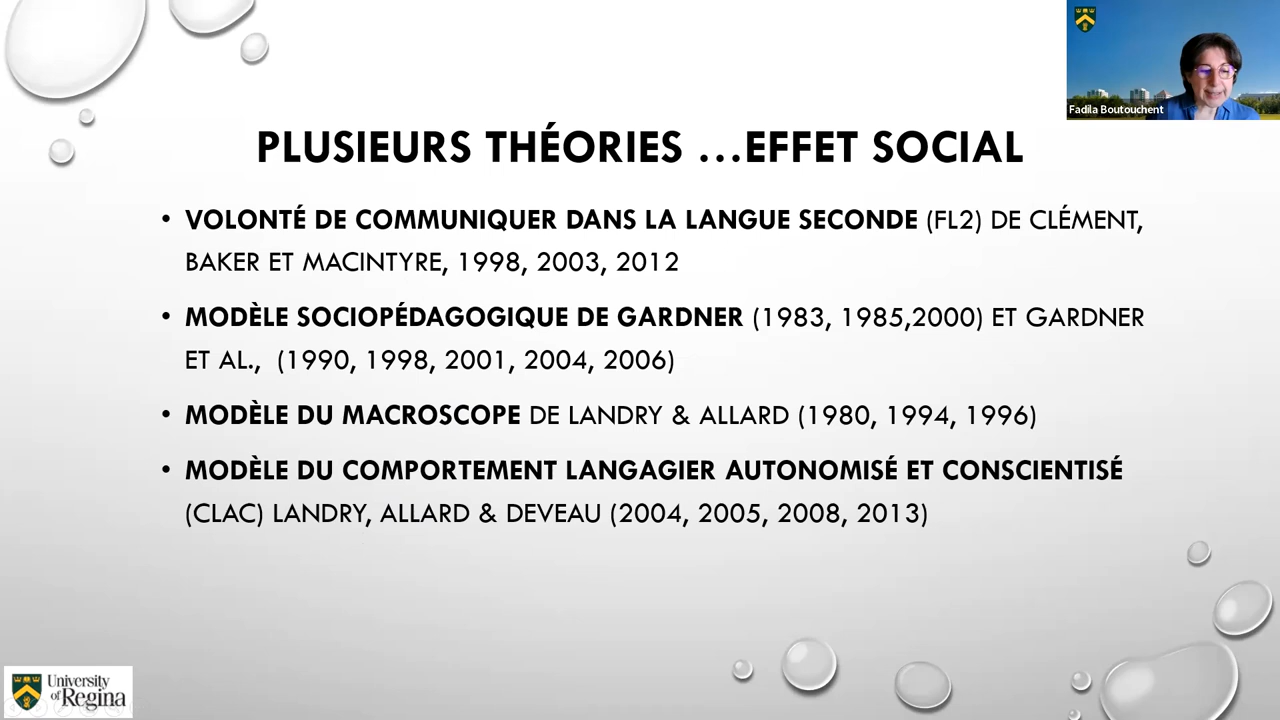 Fadila Boutouchent
PLUSIEURS THÉORIES …EFFET SOCIAL
• VOLONTÉ DE COMMUNIQUER DANS LA LANGUE SECONDE (FL2) DE CLÉMENT,
BAKER ET MACINTYRE, 1998, 2003, 2012
• MODÈLE SOCIOPÉDAGOGIQUE DE GARDNER (1983, 1985,2000) ET GARDNER
ET AL., (1990, 1998, 2001, 2004, 2006)
• MODÈLE DU MACROSCOPE DE LANDRY & ALLARD (1980, 1994, 1996)
• MODÈLE DU COMPORTEMENT LANGAGIER AUTONOMISÉ ET CONSCIENTISÉ
(CLAC) LANDRY, ALLARD & DEVEAU (2004, 2005, 2008, 2013)
University
of Regina